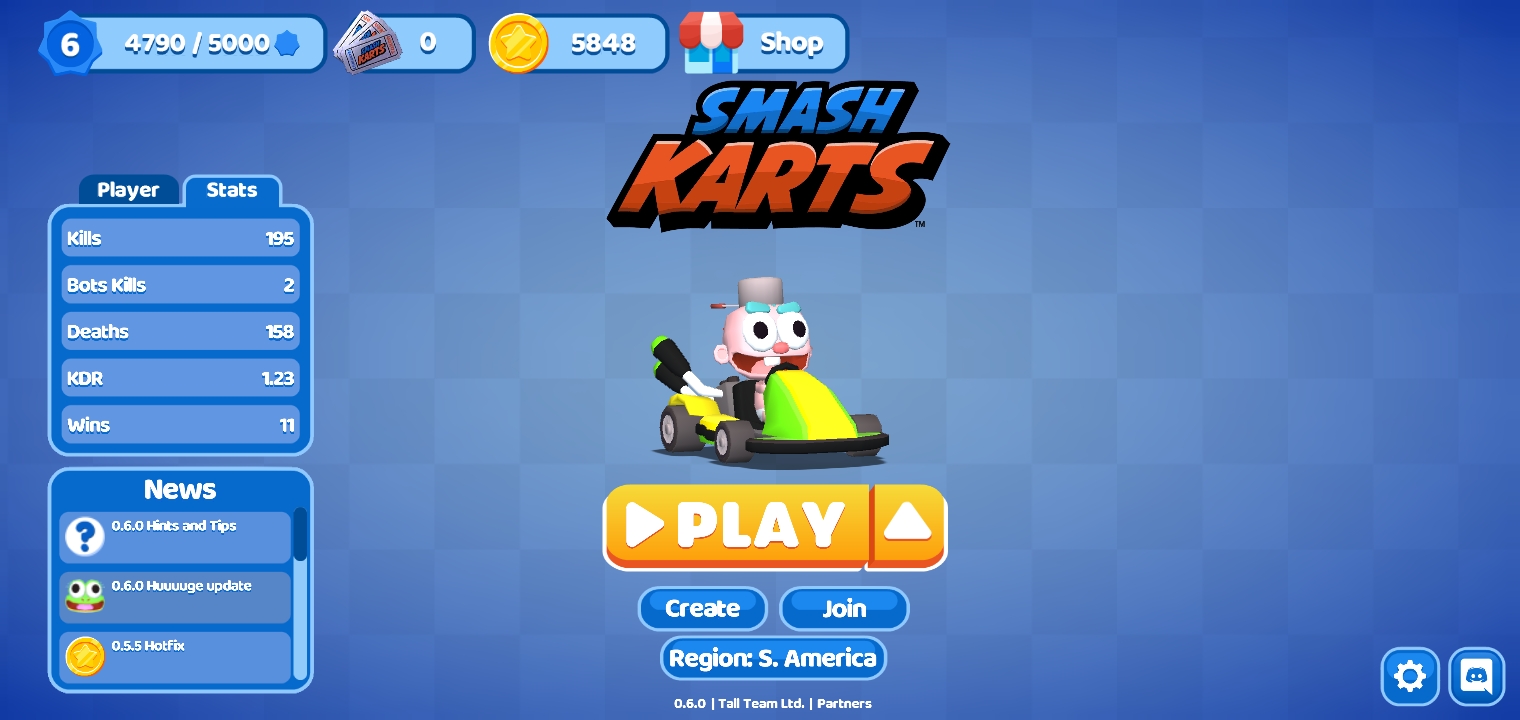 6
4790 / 5000
0
5848
Shop
SMASH
KARTS
TM
Player
Stats
Kills 195
Bots Kills 2
Deaths 158
KDR 1.23
Wins 11
News
0.6.0 Hints and Tips
0.6.0 Huuuuge update
0.5.5 Hotfix
PLAY
Create
Join
Region: S. America
0.6.0 | Tall Team Ltd. | Partners